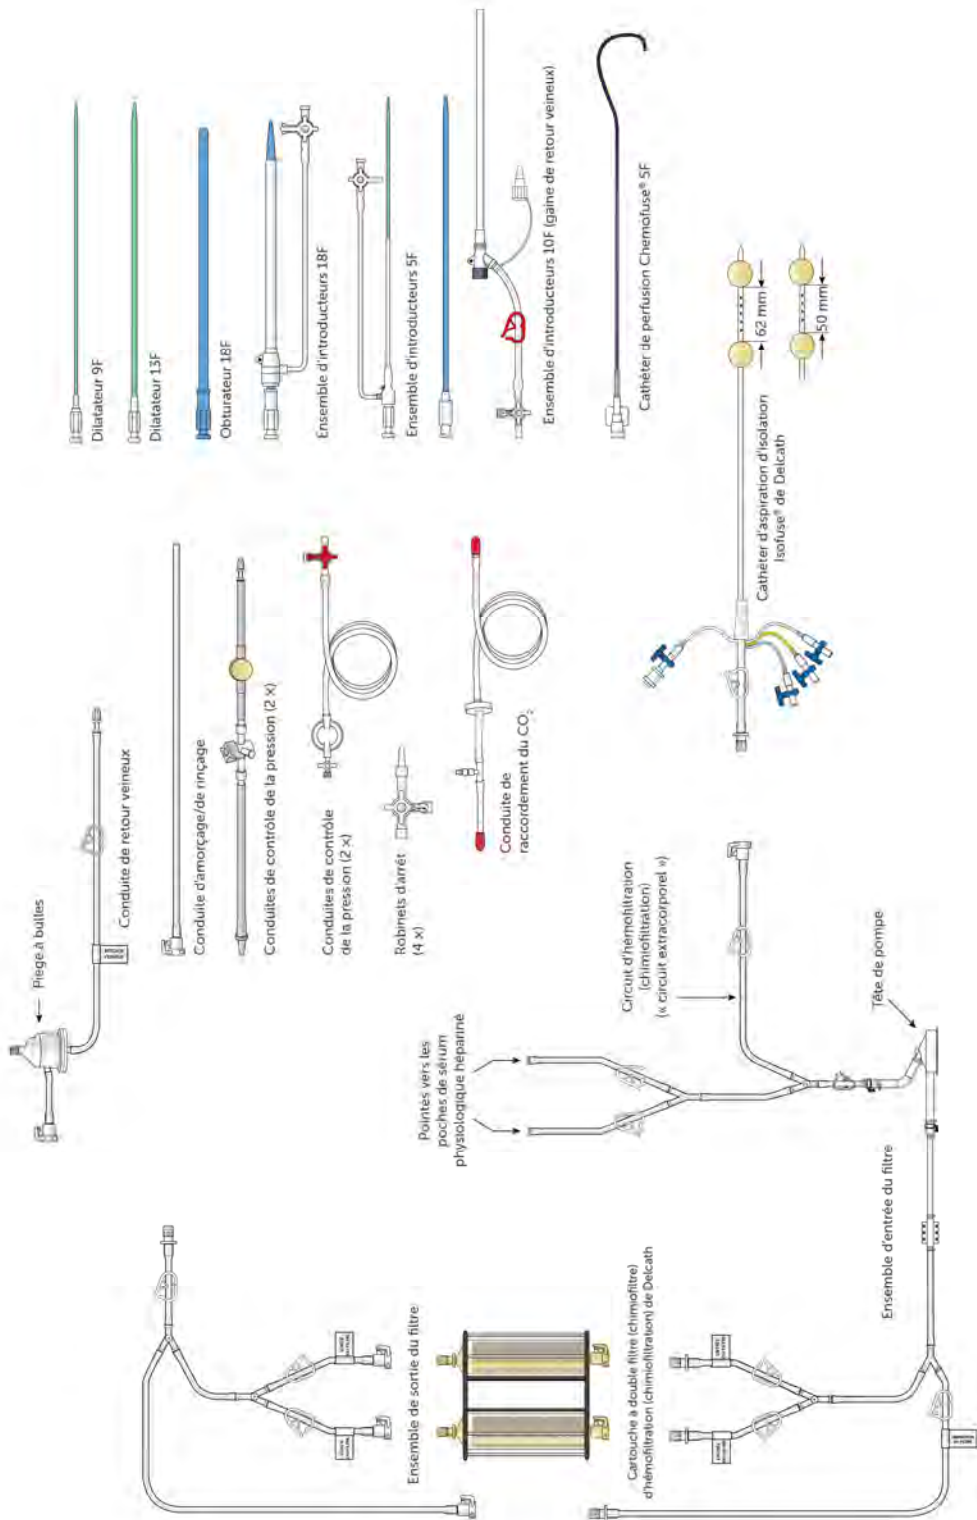 Ensemble de sortie du filtre
Cartouche à double filtre (chimiofiltre)
d'hémofiltration (chimiofiltration) de Delcath
Ensemble d'entrée du filtre
Piège à bulles
Conduite de retour veineux
Conduite d'amorçage/de rinçage
Conduites de contrôle de la pression (2 x)
Conduites de contrôle
de la pression (2 x)
Robinets d'arrêt
(4 x)
Conduite de
raccordement du CO₂
Pointes vers les
poches de sérum
physiologique hépariné
Circuit d'hémofiltration
(chimiofiltration)
(« circuit extracorporel »)
Tête de pompe
Dilatateur 9F
Dilatateur 13F
Obturateur 18F
Ensemble d'introducteurs 18F
Ensemble d'introducteurs 5F
Ensemble d'introducteurs 10F (gaine de retour veineux)
Cathéter de perfusion Chemofuse® 5F
62 mm
Cathéter d'aspiration d'isolation
Isofuse® de Delcath
50 mm